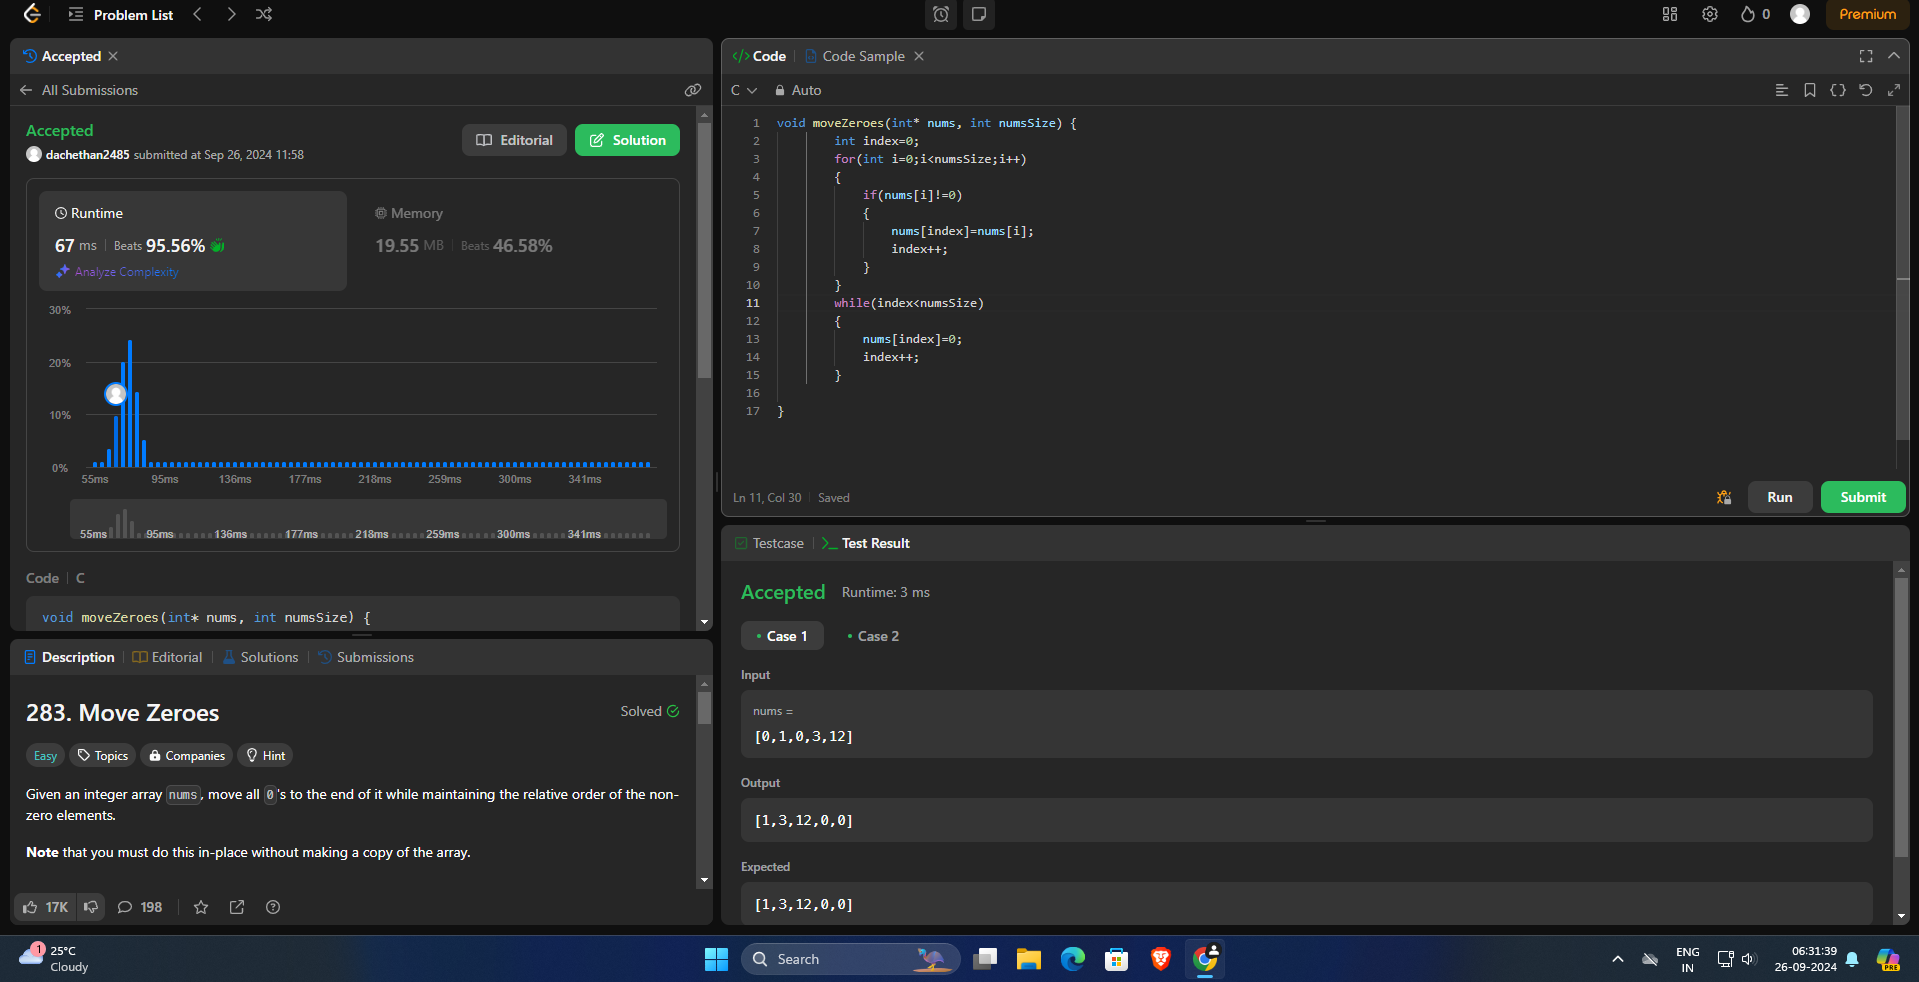 Problem List
0
Premium
Accepted
All Submissions
Accepted
dachethan2485 submitted at Sep 26, 2024 11:58
Editorial
Solution
Runtime
67 ms | Beats 95.56%
Analyze Complexity
Memory
19.55 MB | Beats 46.58%
30%
20%
10%
0%
55ms 95ms 136ms 177ms 218ms 259ms 300ms 341ms
55ms 95ms 136ms 177ms 218ms 259ms 300ms 341ms
Code | C
void moveZeroes(int* nums, int numsSize) {
Description | Editorial | Solutions | Submissions
283. Move Zeroes
Solved
Easy Topics Companies Hint
Given an integer array nums, move all 0's to the end of it while maintaining the relative order of the non-
zero elements.
Note that you must do this in-place without making a copy of the array.
17K 198
</> Code | Code Sample
C Auto
1 void moveZeroes(int* nums, int numsSize) {
2 int index=0;
3 for(int i=0;i<numsSize;i++)
4 {
5 if(nums[i]!=0)
6 {
7 nums[index]=nums[i];
8 index++;
9 }
10 }
11 while(index<numsSize)
12 {
13 nums[index]=0;
14 index++;
15 }
16
17 }
Ln 11, Col 30 | Saved
Run
Submit
Testcase | >_ Test Result
Accepted Runtime: 3 ms
• Case 1 • Case 2
Input
nums =
[0,1,0,3,12]
Output
[1,3,12,0,0]
Expected
[1,3,12,0,0]
1
25°C
Cloudy
Search
ENG
IN
06:31:39
26-09-2024
PRE